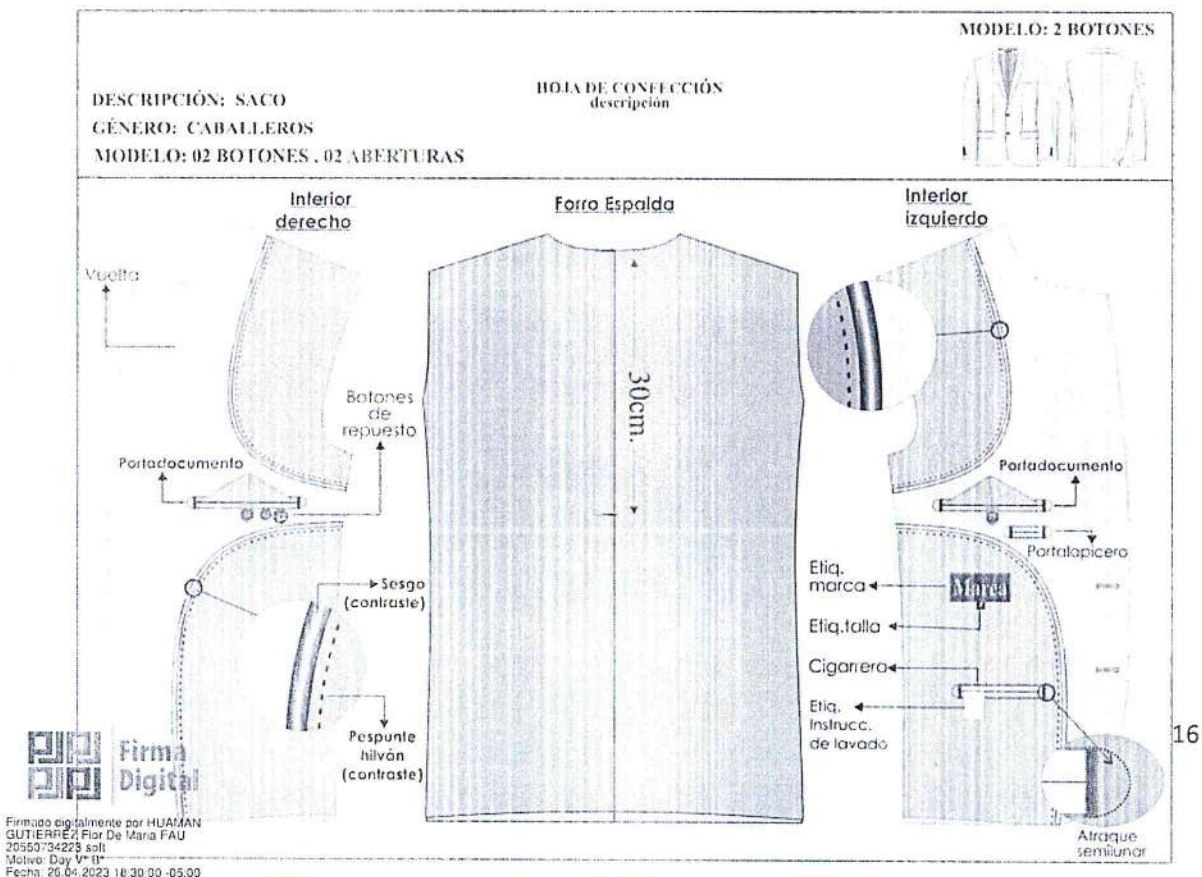 MODELO: 2 BOTONES
HOJA DE CONFECCIÓN
descripción
DESCRIPCIÓN: SACO
GÉNERO: CABALLEROS
MODELO: 02 BOTONES , 02 ABERTURAS
Interior
derecho
Forro Espalda
Interior
izquierdo
Vuelta
30cm.
Botones
de
repuesto
Portadocumento
Portadocumento
Portalapicero
Sesgo
(contraste)
Etiq.
marca
Marca
Etiq.talla
Cigarrera
Etiq.
Instrucc.
de lavado
Pespunte
hilván
(contraste)
16
Atraque
semilunar
Firma
Digital
Firmado digitalmente por HUAMAN
GUTIERREZ Flor De Maria FAU
20550734223 soft
Motivo: Doy V° B°
Fecha: 26.04.2023 18:30:00 -05:00